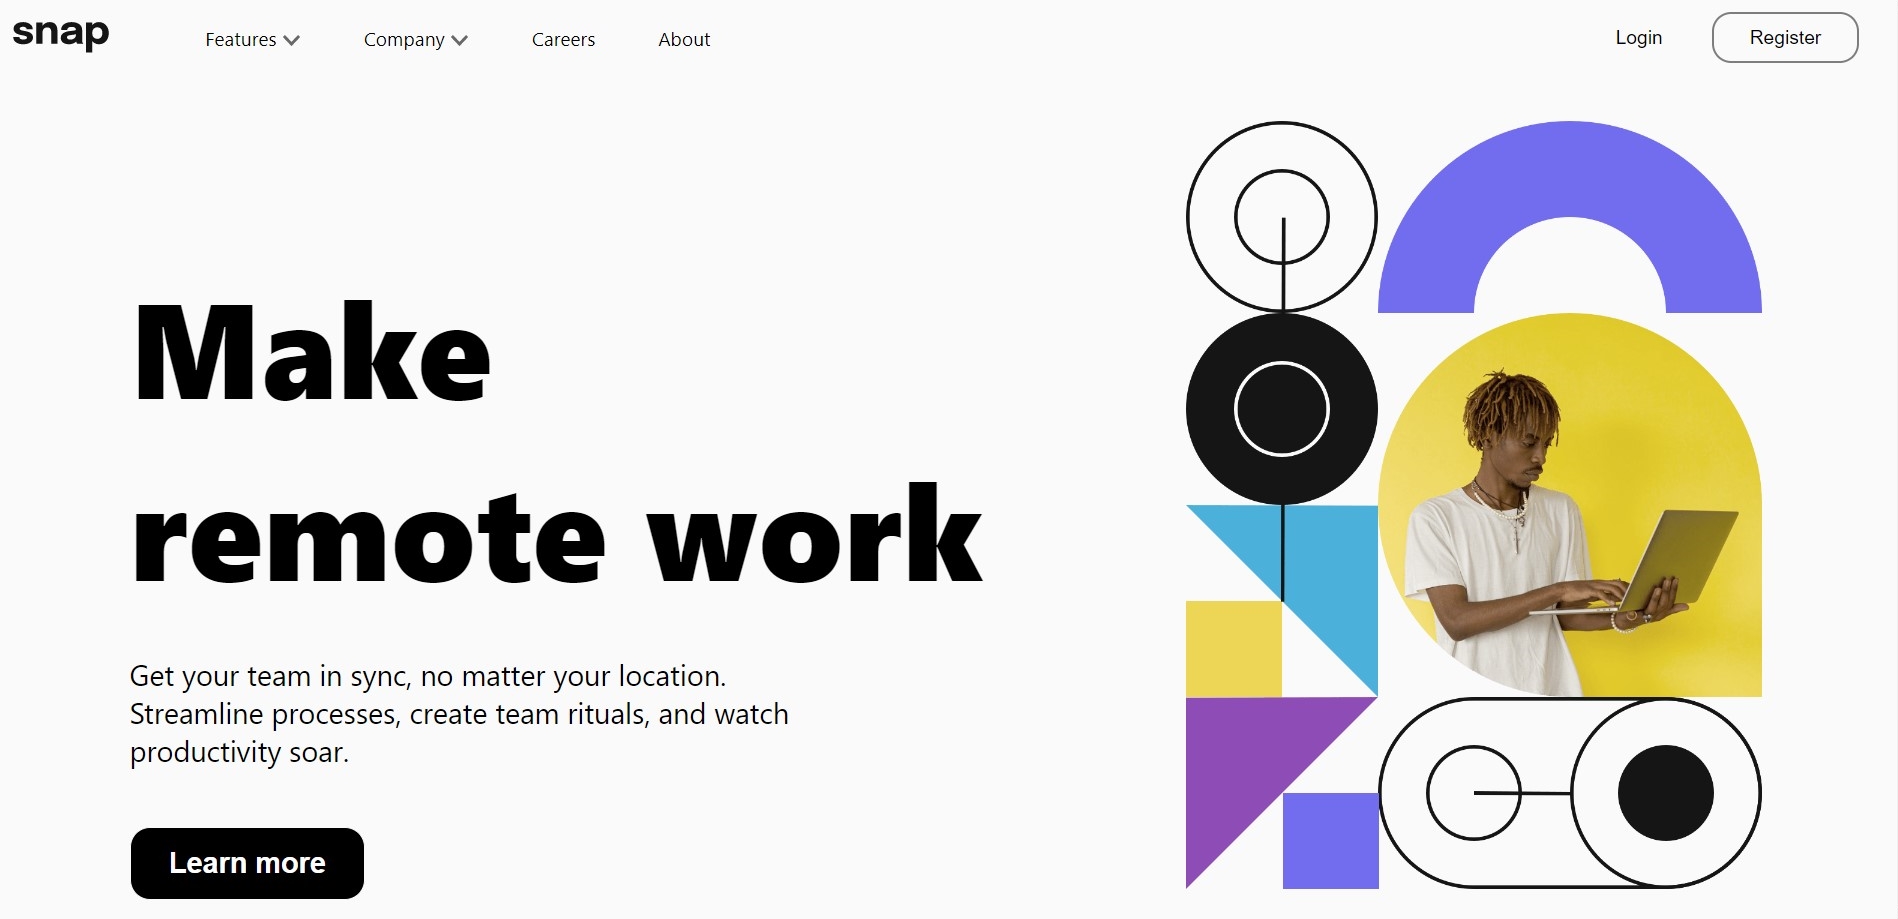 snap
Features
Company
Careers
About
Login
Register
Make
remote work
Get your team in sync, no matter your location.
Streamline processes, create team rituals, and watch
productivity soar.
Learn more